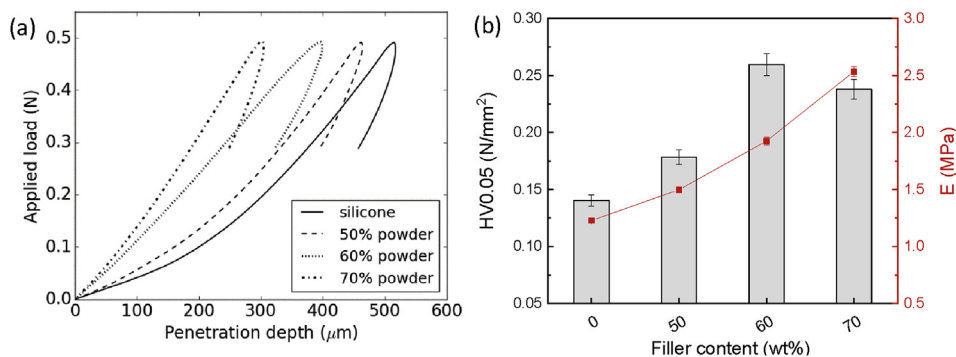 (a)
Applied load (N)
0.5
0.4
0.3
0.2
0.1
0.0
silicone
50% powder
60% powder
70% powder
0 100 200 300 400 500 600
Penetration depth (μm)
(b)
HV0.05 (N/mm²)
0.30
0.25
0.20
0.15
0.10
0.05
3.0
2.5
2.0
1.5
1.0
0.5
E (MPa)
0 50 60 70
Filler content (wt%)